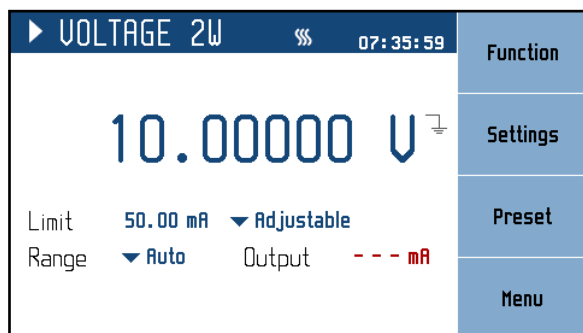 VOLTAGE 2W 07:35:59
Function
10.00000 V
Settings
Limit 50.00 mA Adjustable
Preset
Range Auto Output - - - mA
Menu